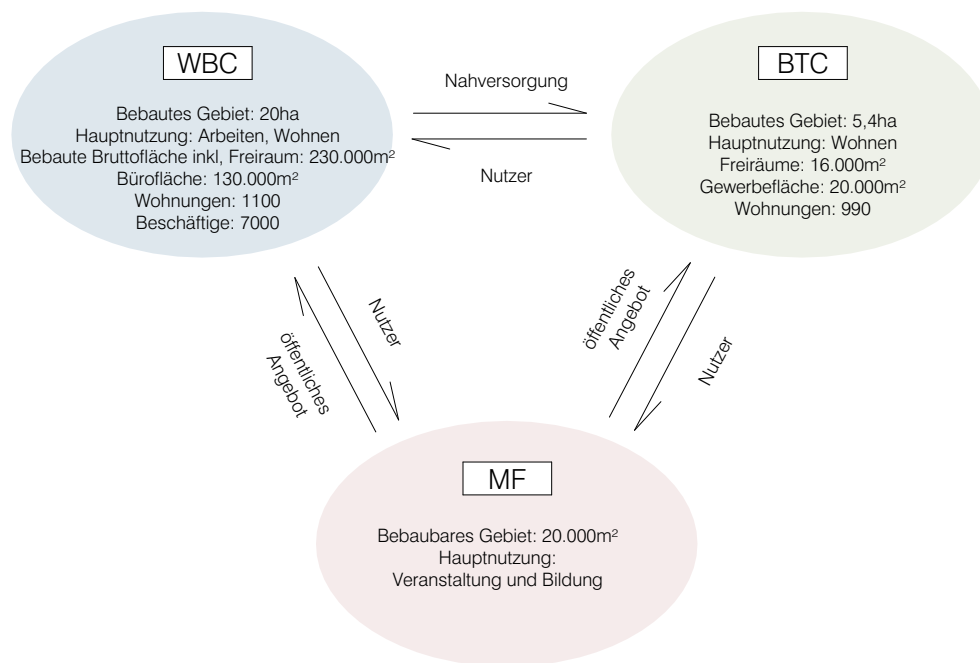 WBC
Bebautes Gebiet: 20ha
Hauptnutzung: Arbeiten, Wohnen
Bebaute Bruttofläche inkl, Freiraum: 230.000m²
Bürofläche: 130.000m²
Wohnungen: 1100
Beschäftige: 7000
Nahversorgung
Nutzer
BTC
Bebautes Gebiet: 5,4ha
Hauptnutzung: Wohnen
Freiräume: 16.000m²
Gewerbefläche: 20.000m²
Wohnungen: 990
Nutzer
öffentliches
Angebot
öffentliches
Angebot
Nutzer
MF
Bebaubares Gebiet: 20.000m²
Hauptnutzung:
Veranstaltung und Bildung